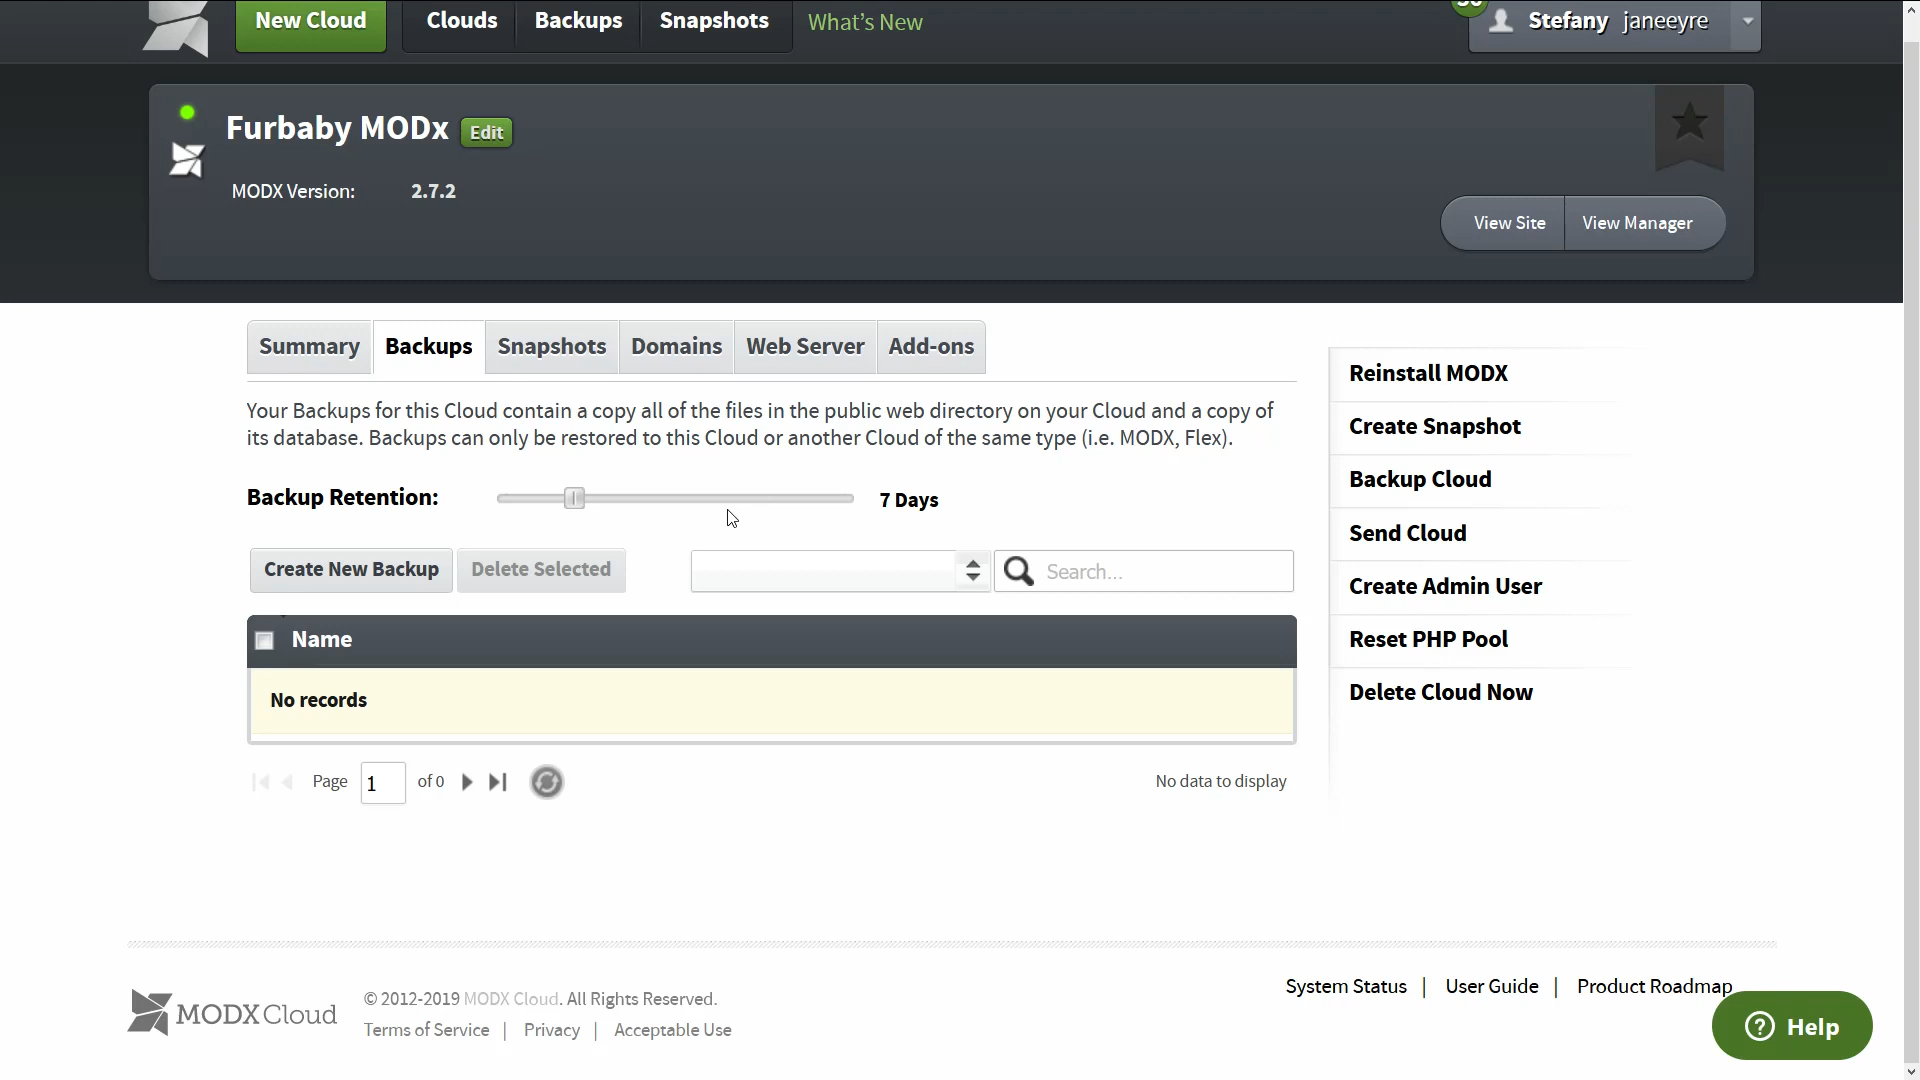 New Cloud
Clouds
Backups
Snapshots
What's New
Stefany janeeyre
Furbaby MODx
Edit
MODX Version: 2.7.2
View Site
View Manager
Summary
Backups
Snapshots
Domains
Web Server
Add-ons
Your Backups for this Cloud contain a copy all of the files in the public web directory on your Cloud and a copy of
its database. Backups can only be restored to this Cloud or another Cloud of the same type (i.e. MODX, Flex).
Backup Retention:
7 Days
Create New Backup
Delete Selected
Search...
Name
No records
Page 1 of 0
No data to display
Reinstall MODX
Create Snapshot
Backup Cloud
Send Cloud
Create Admin User
Reset PHP Pool
Delete Cloud Now
MODX Cloud
© 2012-2019 MODX Cloud. All Rights Reserved.
Terms of Service | Privacy | Acceptable Use
System Status | User Guide | Product Roadmap
Help